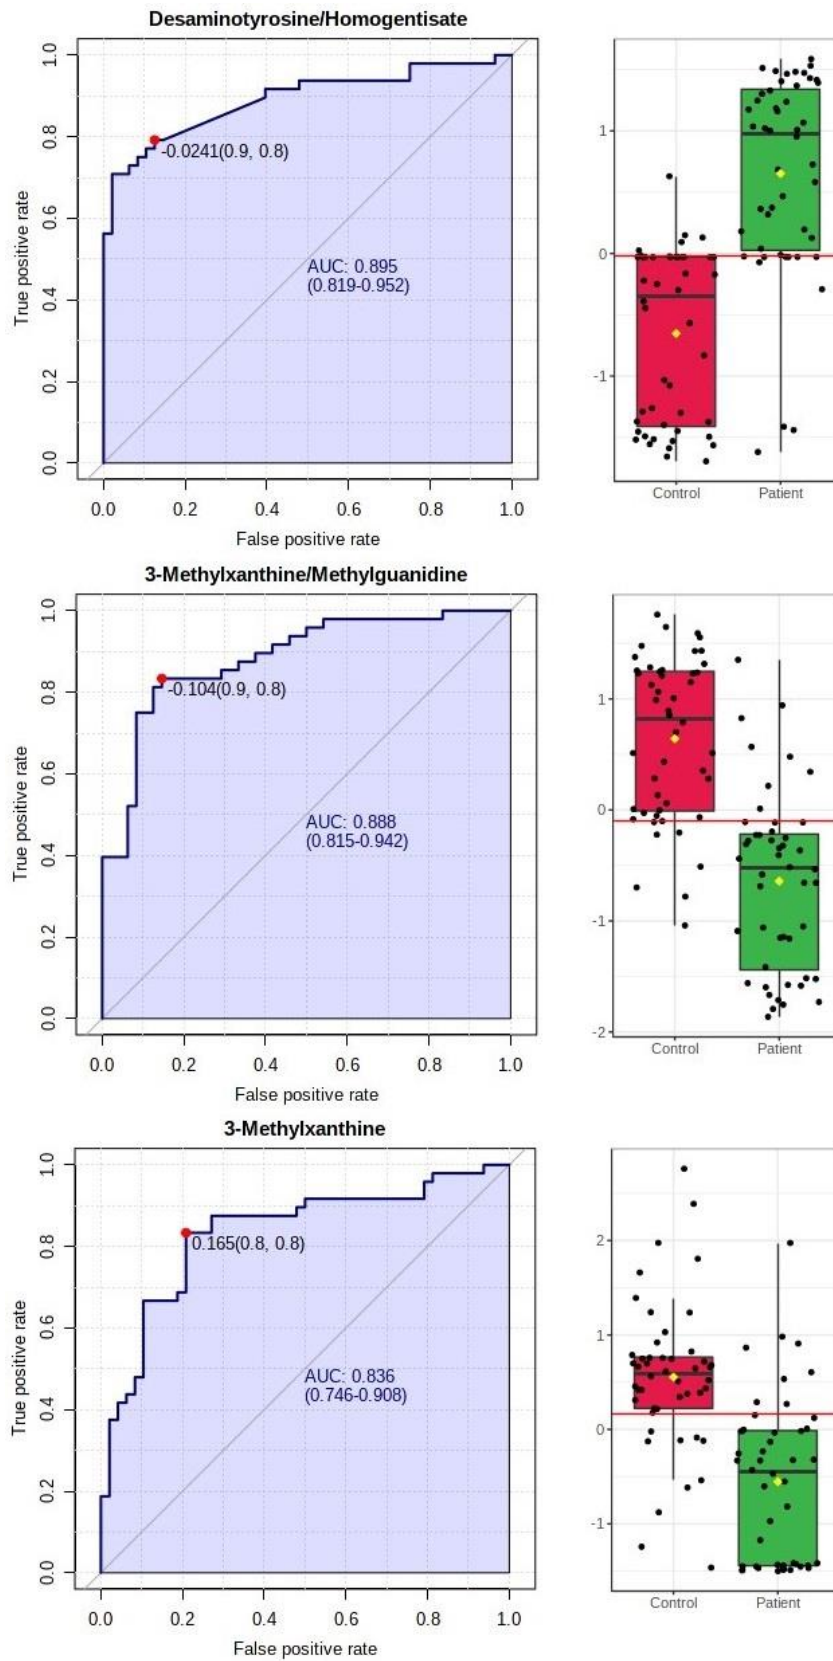 Desaminotyrosine/Homogentisate
True positive rate
0.0 0.2 0.4 0.6 0.8 1.0
-0.0241(0.9, 0.8)
AUC: 0.895
(0.819-0.952)
0.0 0.2 0.4 0.6 0.8 1.0
False positive rate
1
0
-1
Control Patient
3-Methylxanthine/Methylguanidine
True positive rate
0.0 0.2 0.4 0.6 0.8 1.0
-0.104(0.9, 0.8)
AUC: 0.888
(0.815-0.942)
0.0 0.2 0.4 0.6 0.8 1.0
False positive rate
1
0
-1
-2
Control Patient
3-Methylxanthine
True positive rate
0.0 0.2 0.4 0.6 0.8 1.0
0.165(0.8, 0.8)
AUC: 0.836
(0.746-0.908)
0.0 0.2 0.4 0.6 0.8 1.0
False positive rate
2
1
0
-1
Control Patient